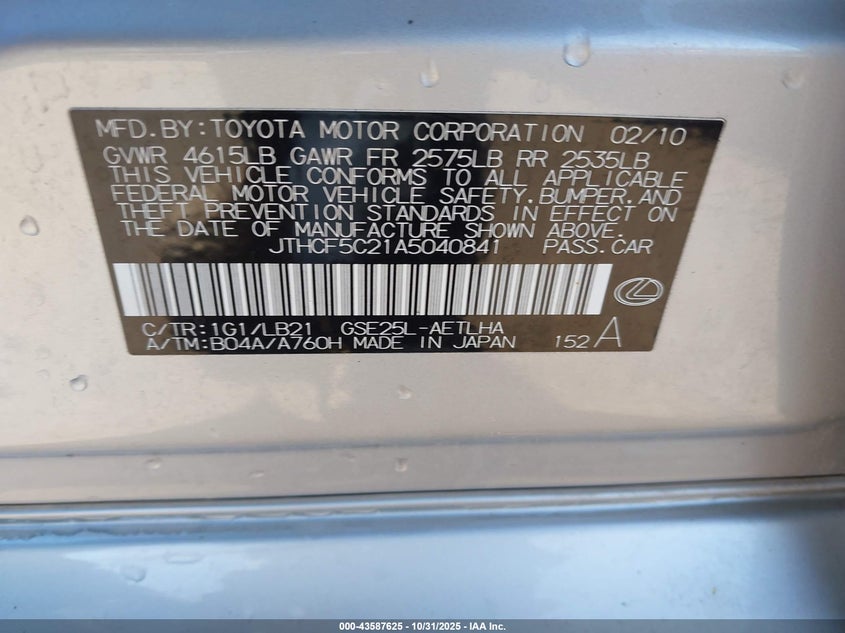 MFD.BY:TOYOTA MOTOR CORPORATION 02/10
GVWR 4615LB GAWR FR 2575LB RR 2535LB
THIS VEHICLE CONFORMS TO ALL APPLICABLE
FEDERAL MOTOR VEHICLE SAFETY.BUMPER.AND
THEFT PREVENTION STANDARDS IN EFFECT ON
THE DATE OF MANUFACTURE SHOWN ABOVE.
JTHCF5C21A5040841 PASS.CAR
C/TR:1G1/LB21 GSE25L-AETLHA
A/TM:B04A/A760H MADE IN JAPAN 152A
000-43587625 - 10/31/2025 - IAA Inc.